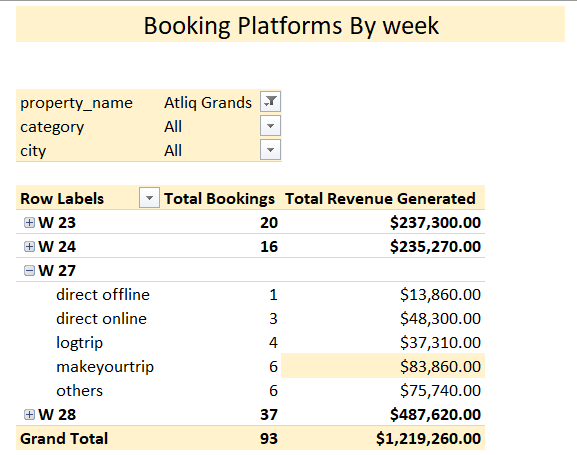 Booking Platforms By week
property_name Atliq Grands
category All
city All
Row Labels Total Bookings Total Revenue Generated
W 23 20 $237,300.00
W 24 16 $235,270.00
W 27
direct offline 1 $13,860.00
direct online 3 $48,300.00
logtrip 4 $37,310.00
makeyourtrip 6 $83,860.00
others 6 $75,740.00
W 28 37 $487,620.00
Grand Total 93 $1,219,260.00